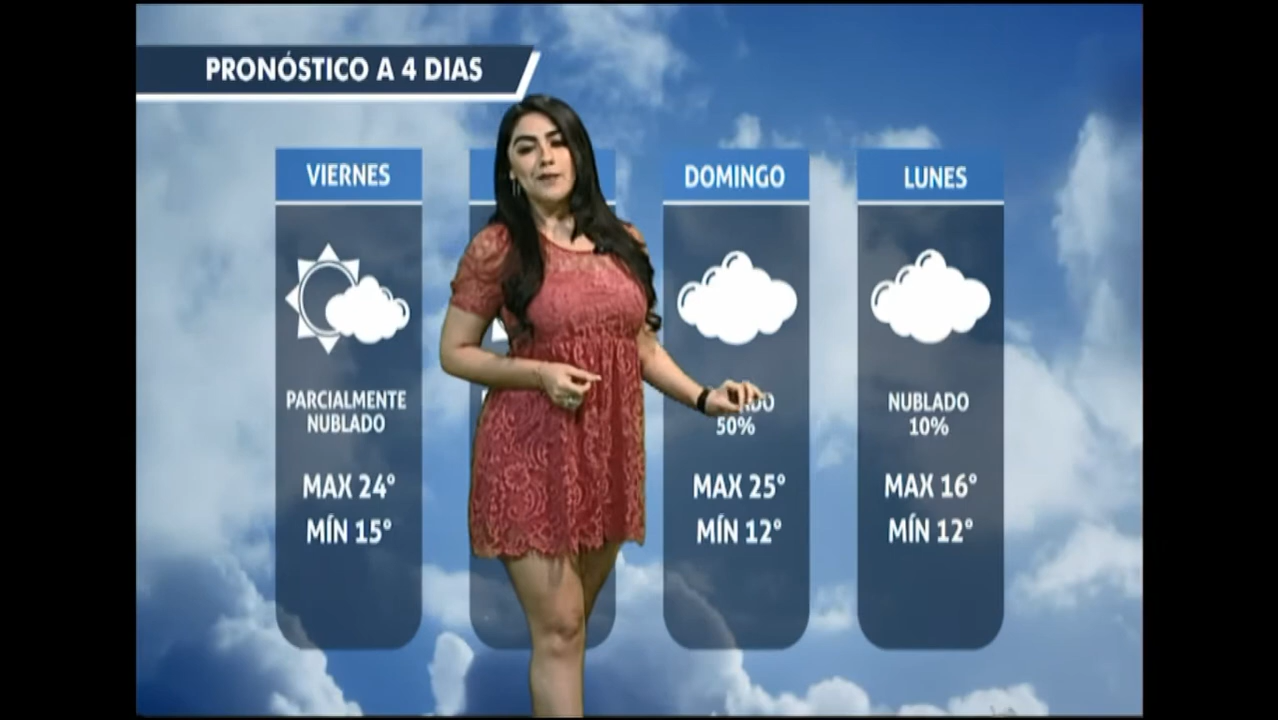 PRONÓSTICO A 4 DIAS
VIERNES
PARCIALMENTE
NUBLADO
MAX 24°
MÍN 15°
DOMINGO
50%
MAX 25°
MÍN 12°
LUNES
NUBLADO
10%
MAX 16°
MÍN 12°